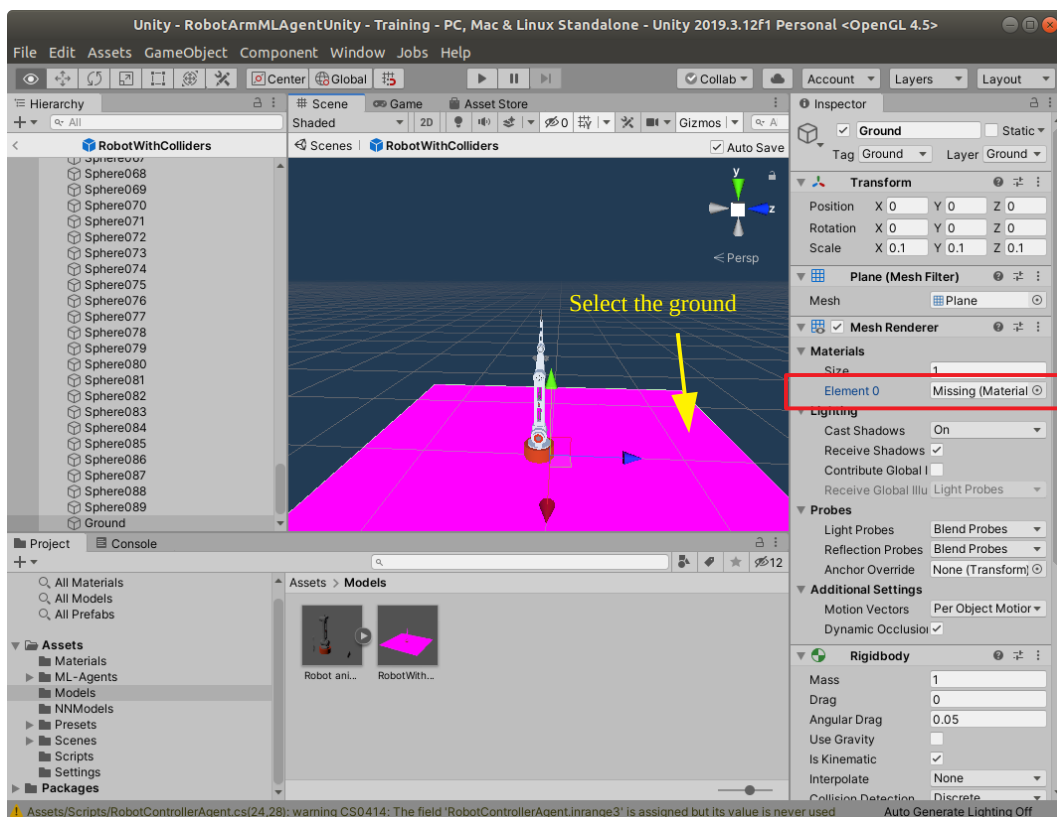 Unity - RobotArmMLAgentUnity - Training - PC, Mac & Linux Standalone - Unity 2019.3.12f1 Personal <OpenGL 4.5>
File Edit Assets GameObject Component Window Jobs Help
Center Global Collab Account Layers Layout
Hierarchy
All
RobotWithColliders
Sphere067
Sphere068
Sphere069
Sphere070
Sphere071
Sphere072
Sphere073
Sphere074
Sphere075
Sphere076
Sphere077
Sphere078
Sphere079
Sphere080
Sphere081
Sphere082
Sphere083
Sphere084
Sphere085
Sphere086
Sphere087
Sphere088
Sphere089
Ground
Scene Game Asset Store
Shaded 2D 0 Gizmos A
Scenes RobotWithColliders Auto Save
y
z
< Persp
Select the ground
Inspector
Ground Static
Tag Ground Layer Ground
Transform
Position X 0 Y 0 Z 0
Rotation X 0 Y 0 Z 0
Scale X 0.1 Y 0.1 Z 0.1
Plane (Mesh Filter)
Mesh Plane
Mesh Renderer
Materials
Size 1
Element 0 Missing (Material
Lighting
Cast Shadows On
Receive Shadows
Contribute Global I
Receive Global Illu Light Probes
Probes
Light Probes Blend Probes
Reflection Probes Blend Probes
Anchor Override None (Transform)
Additional Settings
Motion Vectors Per Object Motior
Dynamic Occlusion
Rigidbody
Mass 1
Drag 0
Angular Drag 0.05
Use Gravity
Is Kinematic
Interpolate None
Collision Detection Discrete
Project Console
12
All Materials
All Models
All Prefabs
Assets
Materials
ML-Agents
Models
NNModels
Presets
Scenes
Scripts
Settings
Packages
Assets > Models
Robot ani... RobotWith...
Assets/Scripts/RobotControllerAgent.cs(24,28): warning CS0414: The field 'RobotControllerAgent.inrange3' is assigned but its value is never used Auto Generate Lighting Off